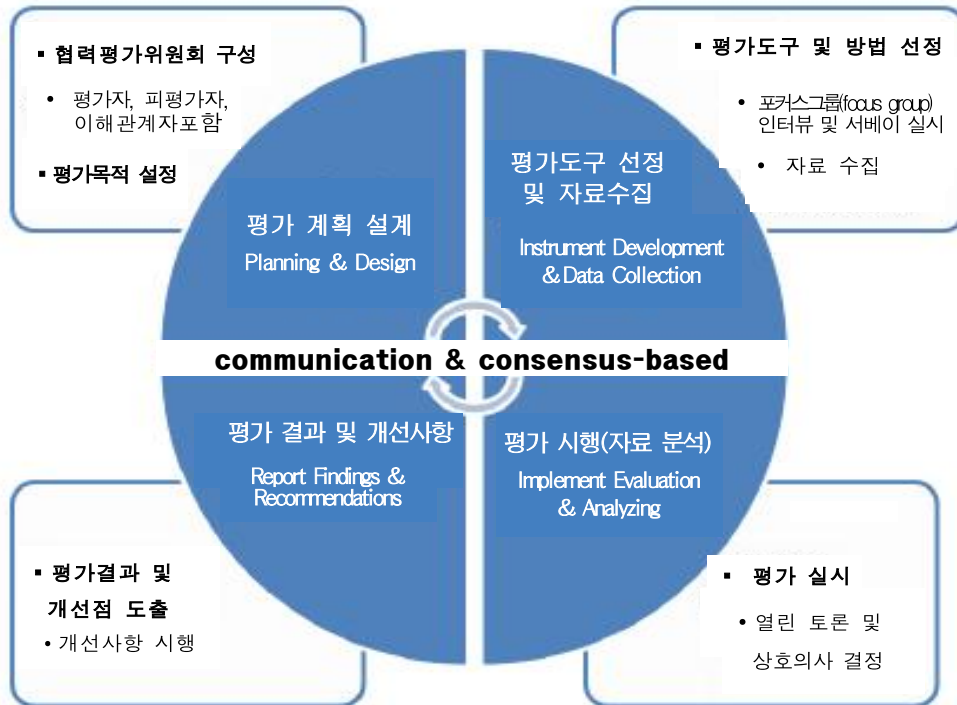 ▪ 협력평가위원회 구성
• 평가자, 피평가자,
이해관계자포함
▪ 평가목적 설정
▪ 평가도구 및 방법 선정
• 포커스그룹(focus group)
인터뷰 및 서베이 실시
• 자료 수집
평가 계획 설계
Planning & Design
평가도구 선정
및 자료수집
Instrument Development
& Data Collection
communication & consensus-based
평가 결과 및 개선사항
Report Findings &
Recommendations
평가 시행(자료 분석)
Implement Evaluation
& Analyzing
▪ 평가결과 및
개선점 도출
• 개선사항 시행
▪ 평가 실시
• 열린 토론 및
상호의사 결정